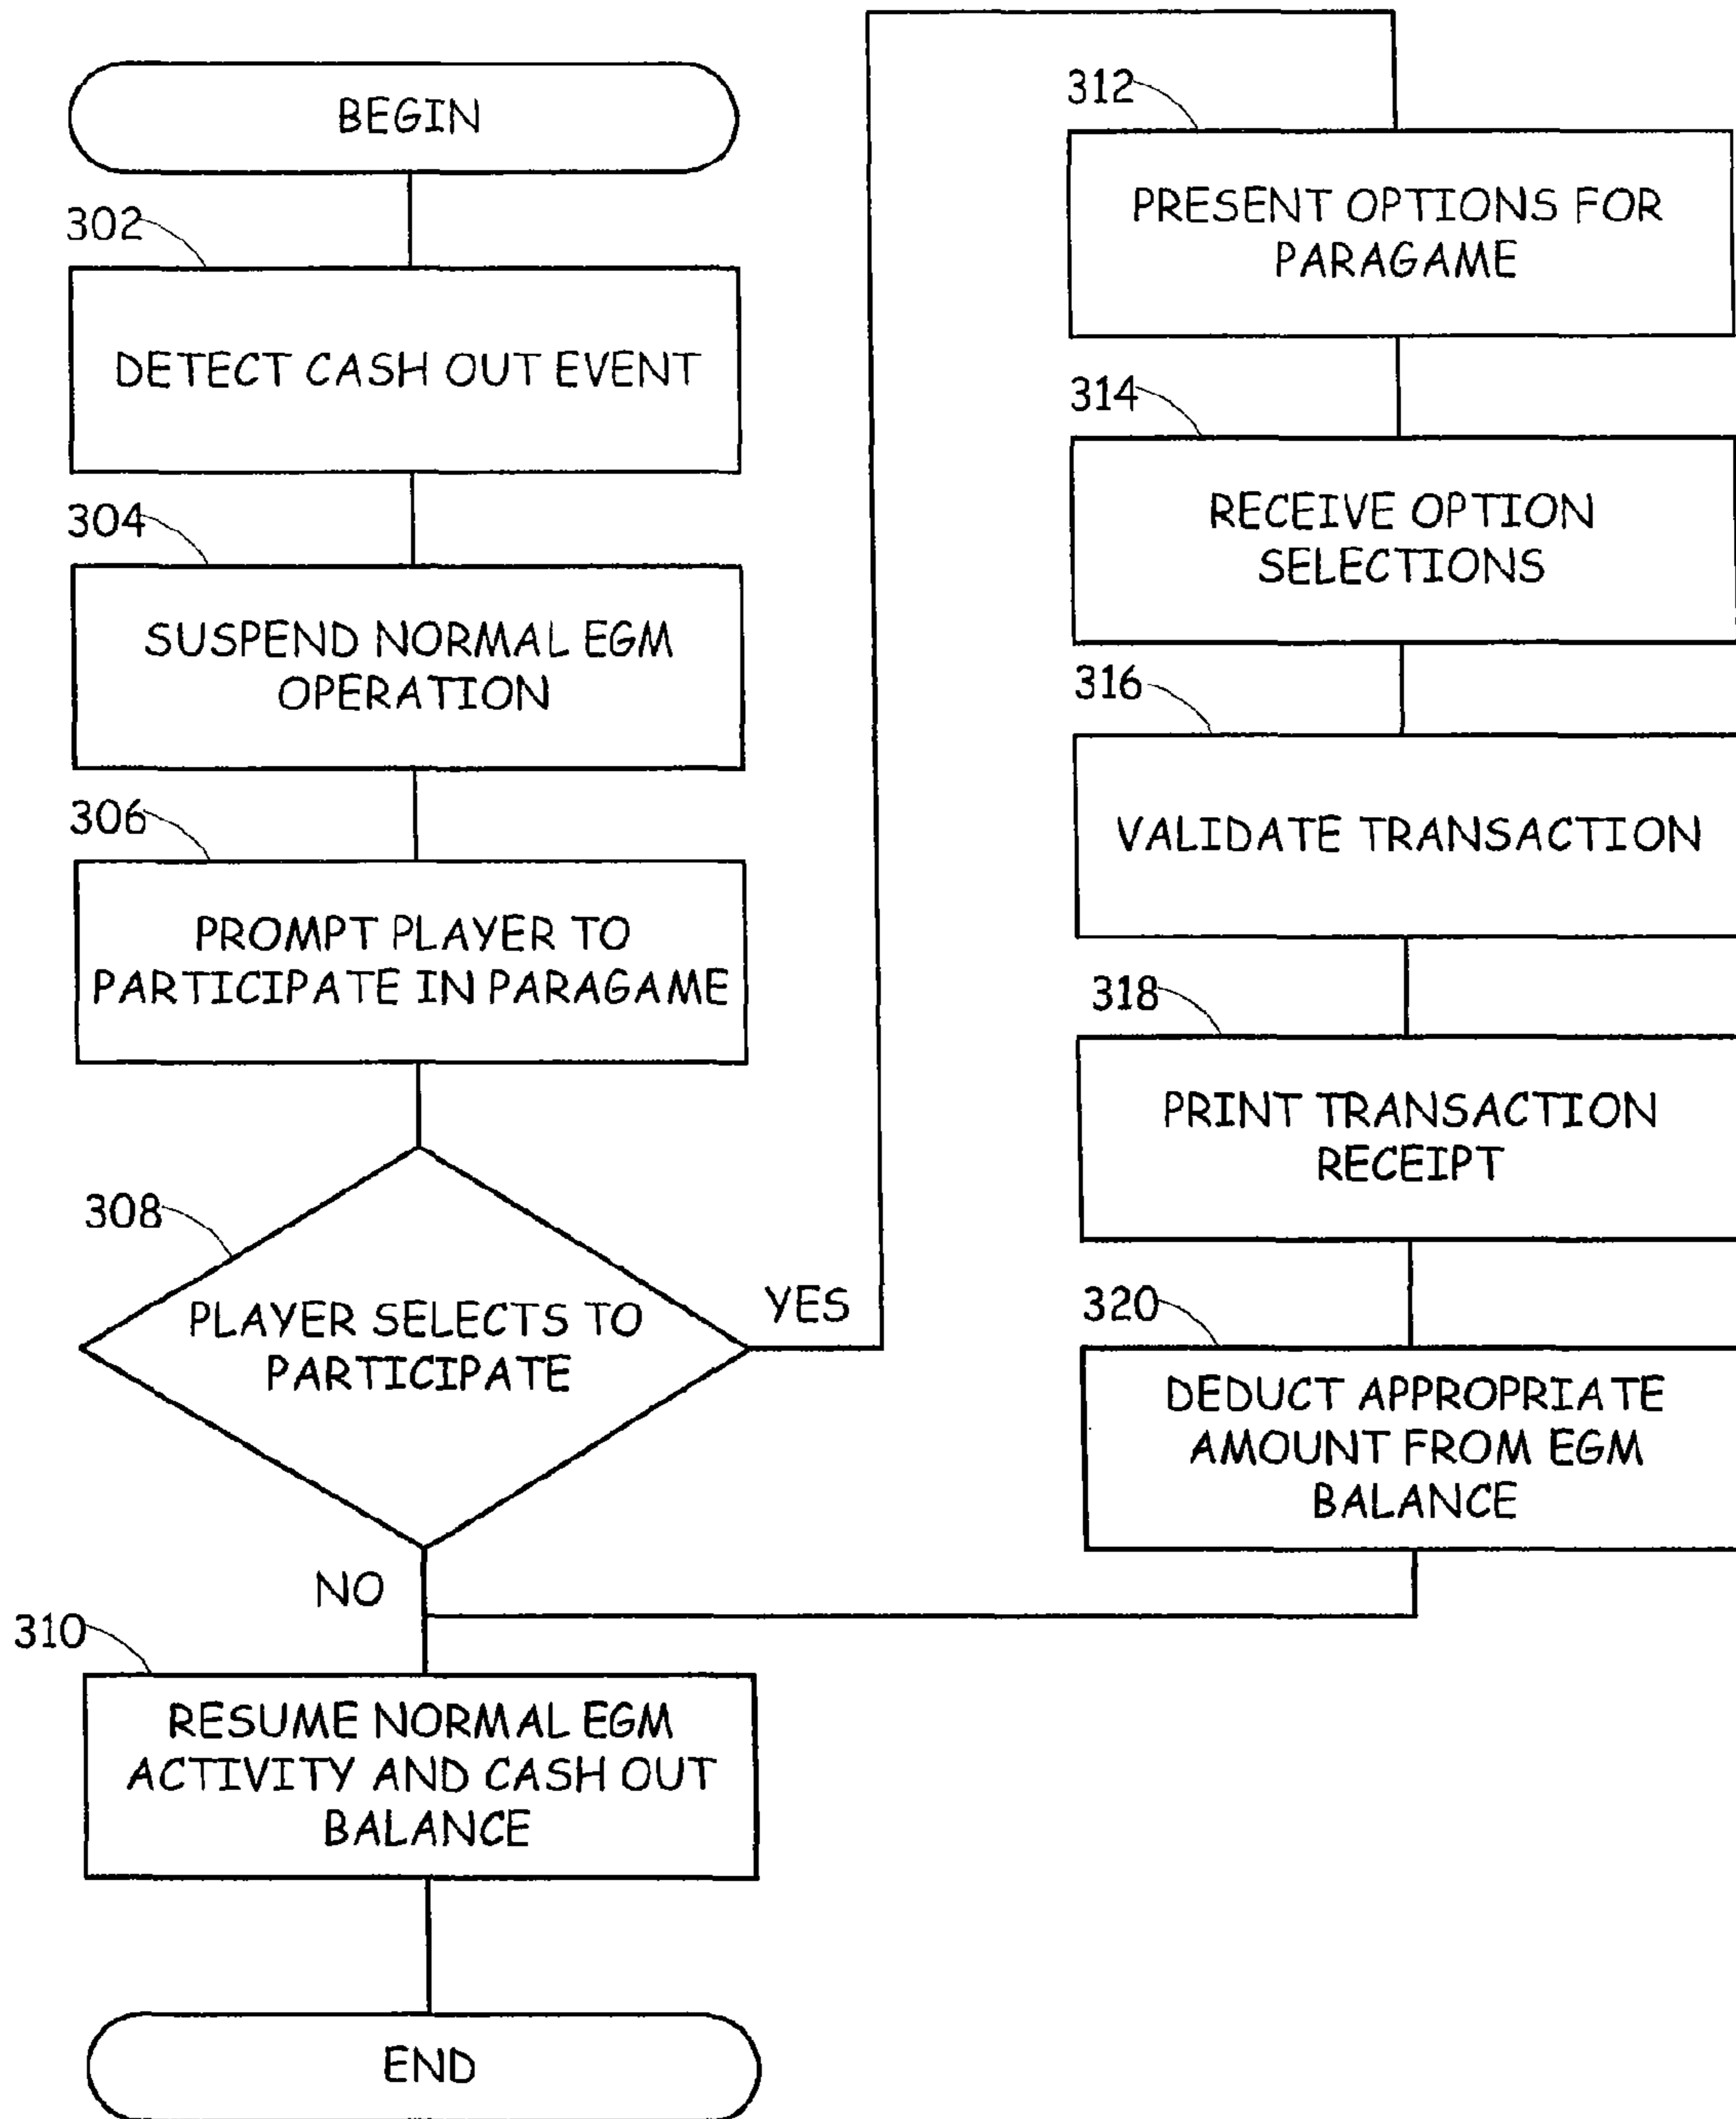 BEGIN
302
DETECT CASH OUT EVENT
304
SUSPEND NORMAL EGM
OPERATION
306
PROMPT PLAYER TO
PARTICIPATE IN PARAGAME
308
PLAYER SELECTS TO
PARTICIPATE
YES
NO
310
RESUME NORMAL EGM
ACTIVITY AND CASH OUT
BALANCE
END
312
PRESENT OPTIONS FOR
PARAGAME
314
RECEIVE OPTION
SELECTIONS
316
VALIDATE TRANSACTION
318
PRINT TRANSACTION
RECEIPT
320
DEDUCT APPROPRIATE
AMOUNT FROM EGM
BALANCE